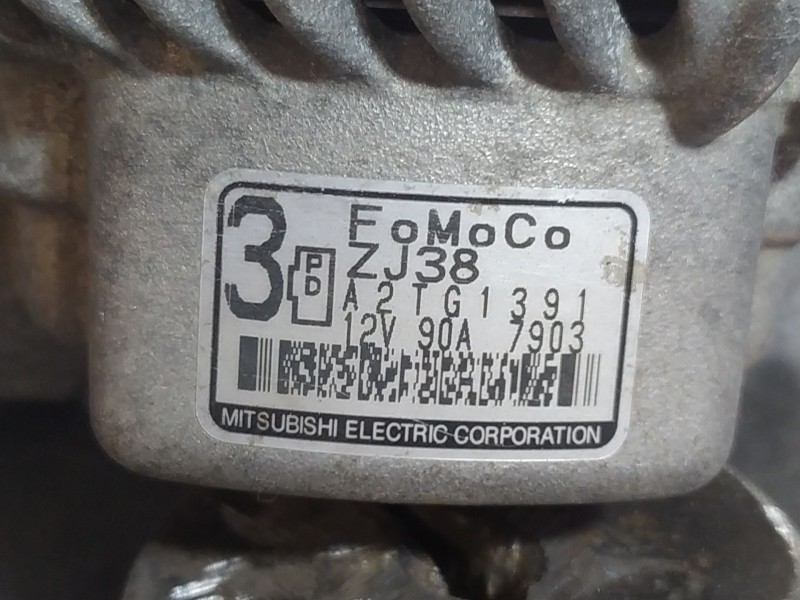 3
P
D
FoMoCo
ZJ38
A2TG1391
12V 90A 7903
MITSUBISHI ELECTRIC CORPORATION